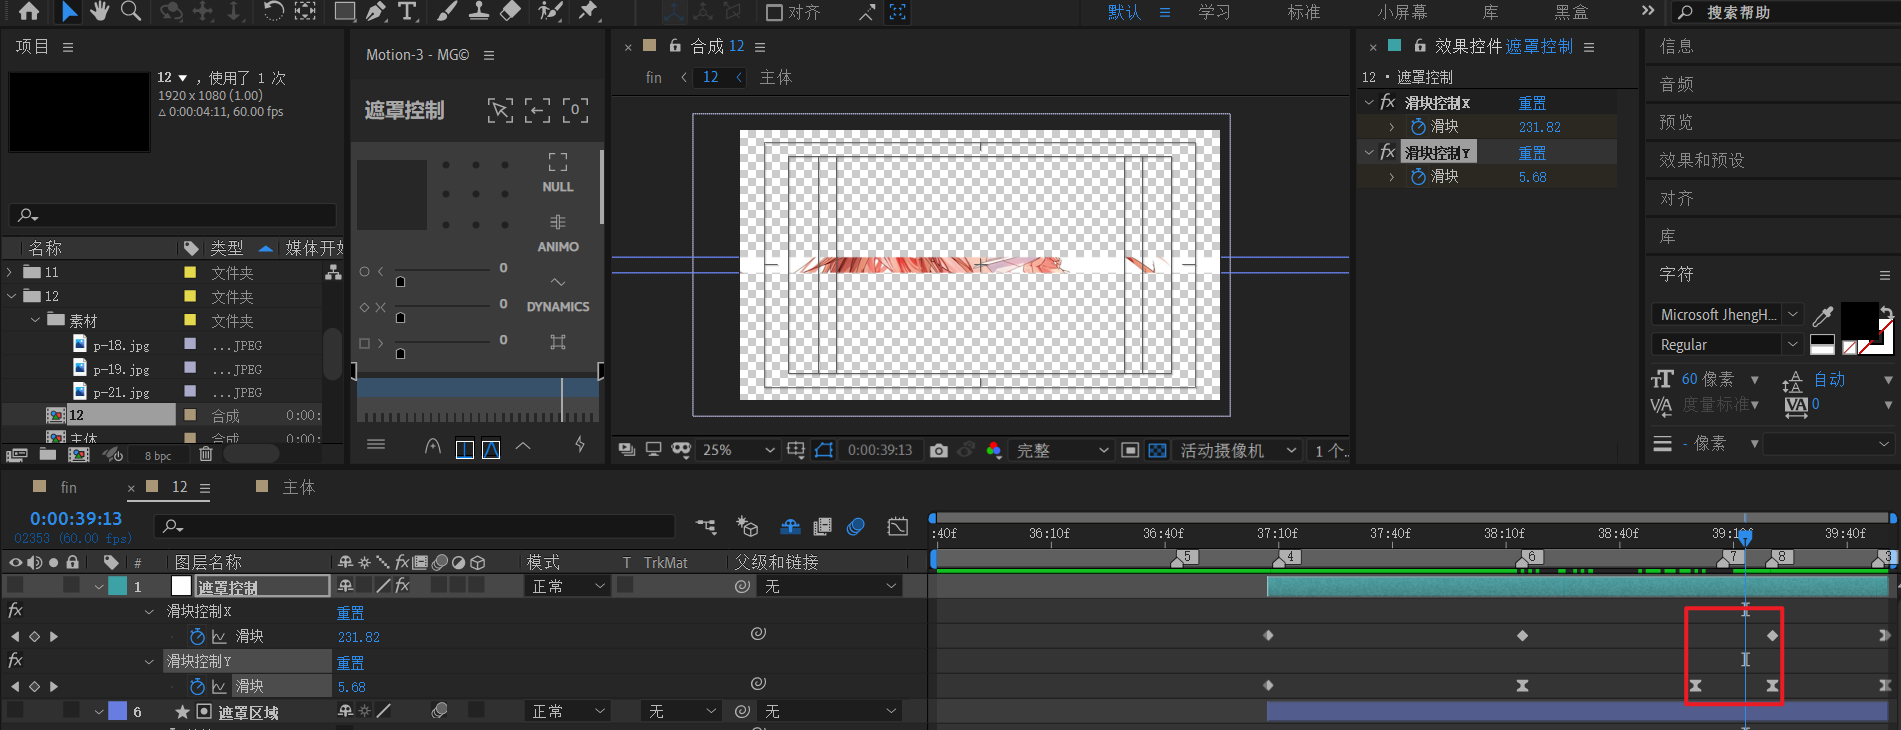 对齐
默认
学习
标准
小屏幕
库
黑盒
搜索帮助
项目
12 ，使用了 1 次
1920 x 1080 (1.00)
Δ 0:00:04:11, 60.00 fps
名称
类型
媒体开始
11
文件夹
12
文件夹
素材
文件夹
p-18.jpg
...JPEG
p-19.jpg
...JPEG
p-21.jpg
...JPEG
12
合成
0:00:
主体
合成
0:00:
8 bpc
Motion-3 - MG©
遮罩控制
0
NULL
ANIMO
DYNAMICS
0
0
0
合成 12
fin
12
主体
25%
0:00:39:13
完整
活动摄像机
1 个...
效果控件 遮罩控制
12 · 遮罩控制
fx 滑块控制X 重置
滑块 231.82
fx 滑块控制Y 重置
滑块 5.68
信息
音频
预览
效果和预设
对齐
库
字符
Microsoft JhengH...
Regular
60 像素
自动
度量标准
0
- 像素
fin
12
主体
0:00:39:13
02353 (60.00 fps)
:40f
36:10f
36:40f
37:10f
37:40f
38:10f
38:40f
39:10f
39:40f
5
4
6
7
8
3
#
图层名称
fx
模式
T
TrkMat
父级和链接
1
遮罩控制
fx
正常
无
fx
滑块控制X
重置
滑块
231.82
fx
滑块控制Y
重置
滑块
5.68
6
遮罩区域
正常
无
无